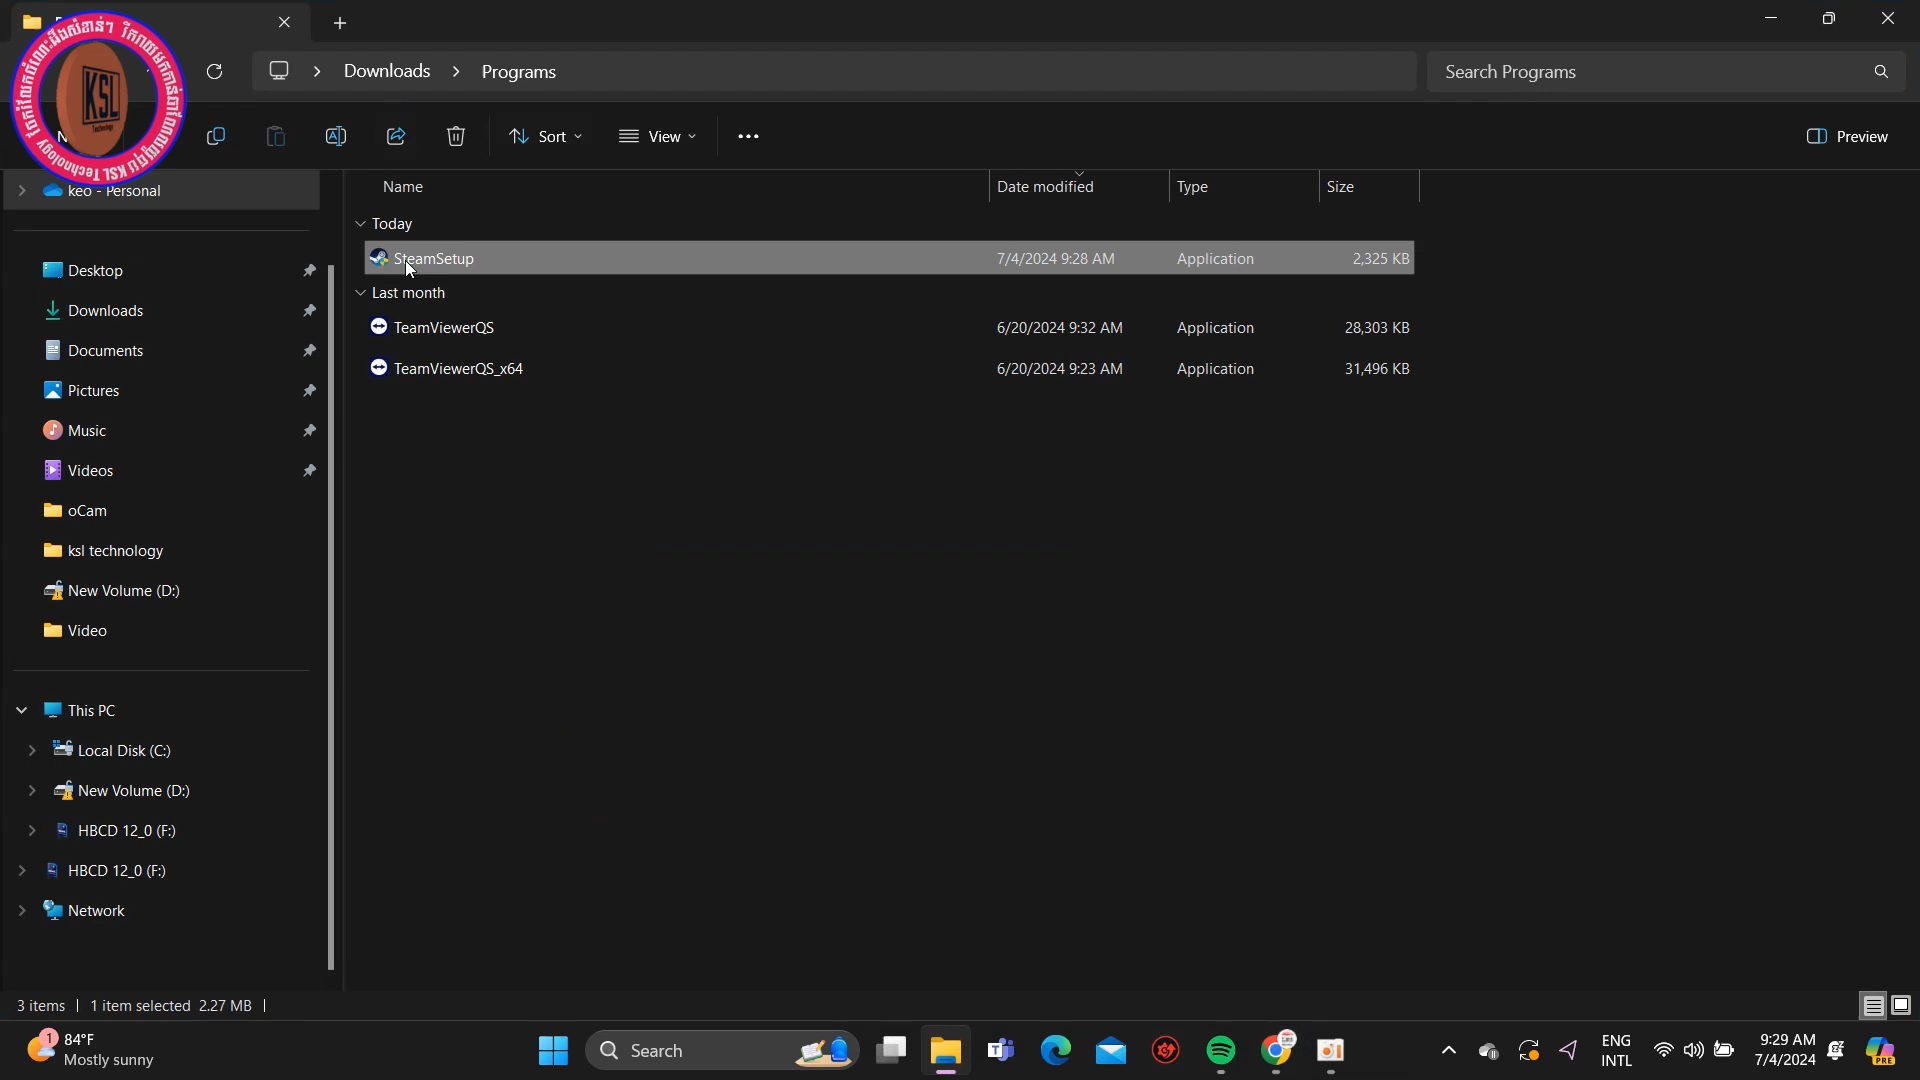 Downloads
Programs
Search Programs
Sort
View
Preview
KSL
Technology
keo - Personal
Name
Date modified
Type
Size
Today
SteamSetup
7/4/2024 9:28 AM
Application
2,325 KB
Last month
TeamViewerQS
6/20/2024 9:32 AM
Application
28,303 KB
TeamViewerQS_x64
6/20/2024 9:23 AM
Application
31,496 KB
Desktop
Downloads
Documents
Pictures
Music
Videos
oCam
ksl technology
New Volume (D:)
Video
This PC
Local Disk (C:)
New Volume (D:)
HBCD 12_0 (F:)
HBCD 12_0 (F:)
Network
3 items
1 item selected 2.27 MB
1
84°F
Mostly sunny
Search
ENG
INTL
9:29 AM
7/4/2024
PRE